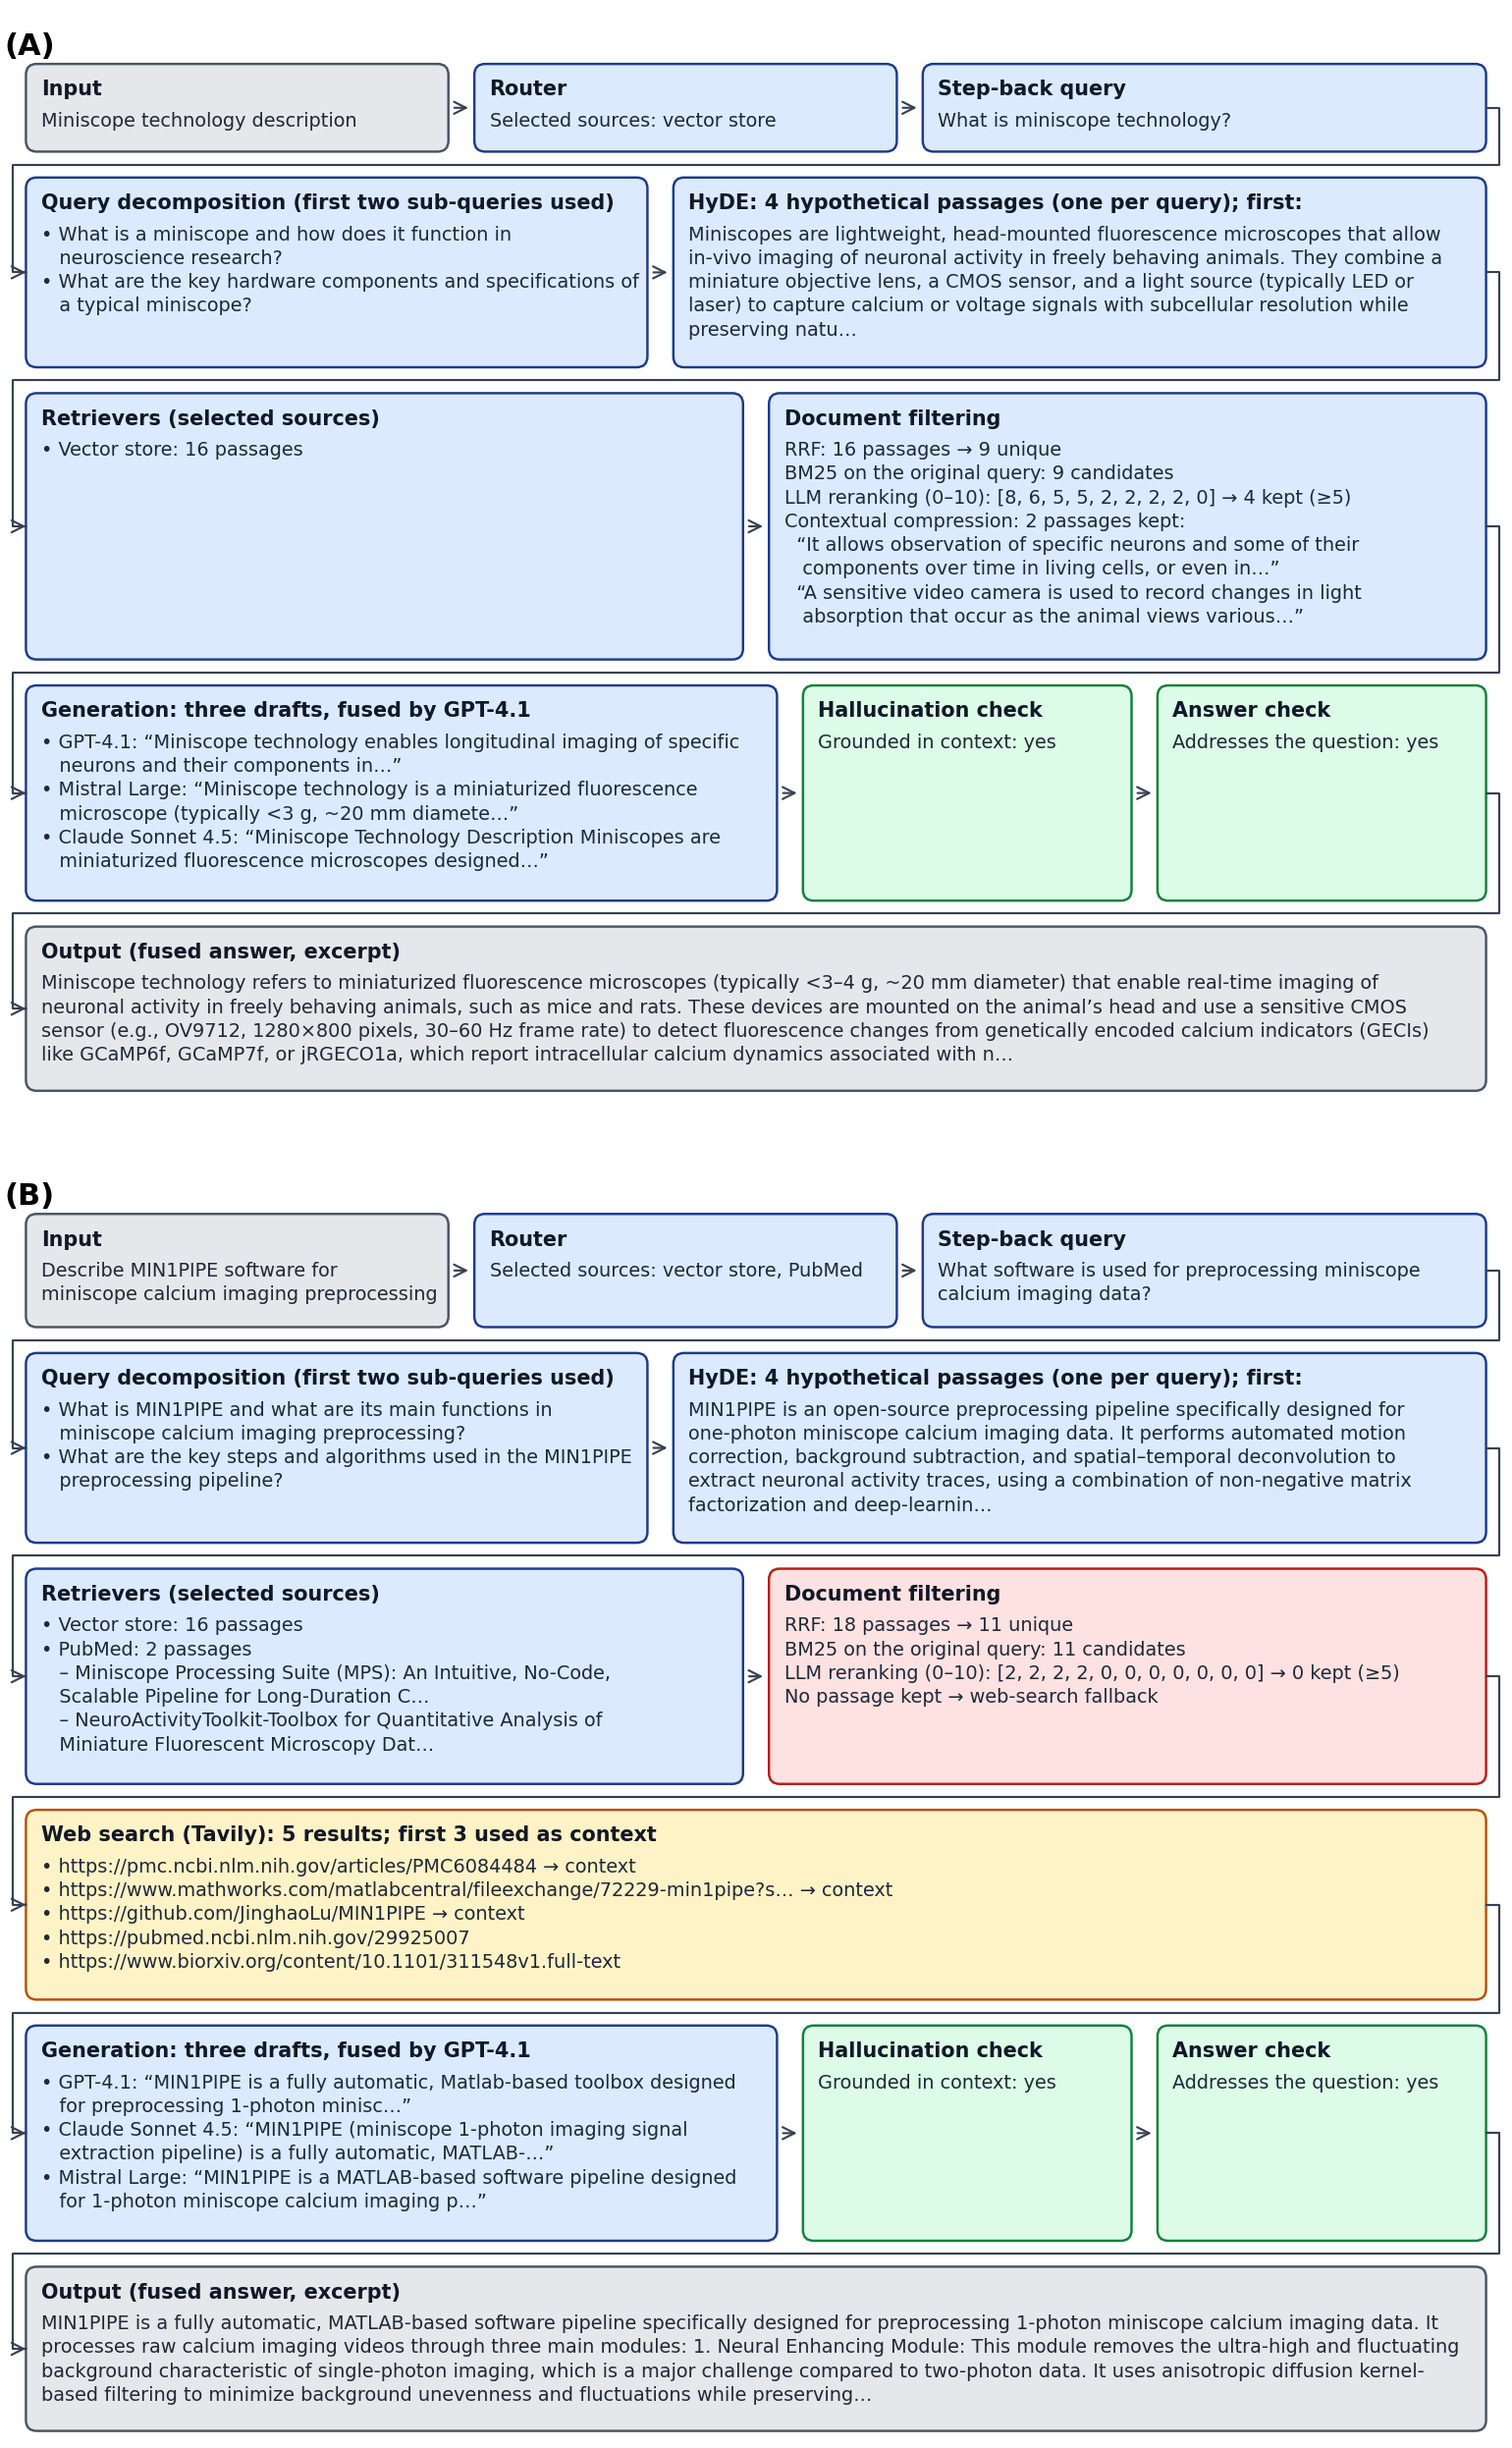 (A)
Input
Miniscope technology description
Router
Selected sources: vector store
Step-back query
What is miniscope technology?
Query decomposition (first two sub-queries used)
• What is a miniscope and how does it function in
neuroscience research?
• What are the key hardware components and specifications of
a typical miniscope?
HyDE: 4 hypothetical passages (one per query); first:
Miniscopes are lightweight, head-mounted fluorescence microscopes that allow
in-vivo imaging of neuronal activity in freely behaving animals. They combine a
miniature objective lens, a CMOS sensor, and a light source (typically LED or
laser) to capture calcium or voltage signals with subcellular resolution while
preserving natu…
Retrievers (selected sources)
• Vector store: 16 passages
Document filtering
RRF: 16 passages → 9 unique
BM25 on the original query: 9 candidates
LLM reranking (0–10): [8, 6, 5, 5, 2, 2, 2, 2, 0] → 4 kept (≥5)
Contextual compression: 2 passages kept:
“It allows observation of specific neurons and some of their
components over time in living cells, or even in…”
“A sensitive video camera is used to record changes in light
absorption that occur as the animal views various…”
Generation: three drafts, fused by GPT-4.1
• GPT-4.1: “Miniscope technology enables longitudinal imaging of specific
neurons and their components in…”
• Mistral Large: “Miniscope technology is a miniaturized fluorescence
microscope (typically <3 g, ~20 mm diamete…”
• Claude Sonnet 4.5: “Miniscope Technology Description Miniscopes are
miniaturized fluorescence microscopes designed…”
Hallucination check
Grounded in context: yes
Answer check
Addresses the question: yes
Output (fused answer, excerpt)
Miniscope technology refers to miniaturized fluorescence microscopes (typically <3–4 g, ~20 mm diameter) that enable real-time imaging of
neuronal activity in freely behaving animals, such as mice and rats. These devices are mounted on the animal’s head and use a sensitive CMOS
sensor (e.g., OV9712, 1280×800 pixels, 30–60 Hz frame rate) to detect fluorescence changes from genetically encoded calcium indicators (GECIs)
like GCaMP6f, GCaMP7f, or jRGECO1a, which report intracellular calcium dynamics associated with n…
(B)
Input
Describe MIN1PIPE software for
miniscope calcium imaging preprocessing
Router
Selected sources: vector store, PubMed
Step-back query
What software is used for preprocessing miniscope
calcium imaging data?
Query decomposition (first two sub-queries used)
• What is MIN1PIPE and what are its main functions in
miniscope calcium imaging preprocessing?
• What are the key steps and algorithms used in the MIN1PIPE
preprocessing pipeline?
HyDE: 4 hypothetical passages (one per query); first:
MIN1PIPE is an open-source preprocessing pipeline specifically designed for
one-photon miniscope calcium imaging data. It performs automated motion
correction, background subtraction, and spatial–temporal deconvolution to
extract neuronal activity traces, using a combination of non-negative matrix
factorization and deep-learnin…
Retrievers (selected sources)
• Vector store: 16 passages
• PubMed: 2 passages
– Miniscope Processing Suite (MPS): An Intuitive, No-Code,
Scalable Pipeline for Long-Duration C…
– NeuroActivityToolkit-Toolbox for Quantitative Analysis of
Miniature Fluorescent Microscopy Dat…
Document filtering
RRF: 18 passages → 11 unique
BM25 on the original query: 11 candidates
LLM reranking (0–10): [2, 2, 2, 2, 0, 0, 0, 0, 0, 0, 0] → 0 kept (≥5)
No passage kept → web-search fallback
Web search (Tavily): 5 results; first 3 used as context
• https://pmc.ncbi.nlm.nih.gov/articles/PMC6084484 → context
• https://www.mathworks.com/matlabcentral/fileexchange/72229-min1pipe?s… → context
• https://github.com/JinghaoLu/MIN1PIPE → context
• https://pubmed.ncbi.nlm.nih.gov/29925007
• https://www.biorxiv.org/content/10.1101/311548v1.full-text
Generation: three drafts, fused by GPT-4.1
• GPT-4.1: “MIN1PIPE is a fully automatic, Matlab-based toolbox designed
for preprocessing 1-photon minisc…”
• Claude Sonnet 4.5: “MIN1PIPE (miniscope 1-photon imaging signal
extraction pipeline) is a fully automatic, MATLAB-…”
• Mistral Large: “MIN1PIPE is a MATLAB-based software pipeline designed
for 1-photon miniscope calcium imaging p…”
Hallucination check
Grounded in context: yes
Answer check
Addresses the question: yes
Output (fused answer, excerpt)
MIN1PIPE is a fully automatic, MATLAB-based software pipeline specifically designed for preprocessing 1-photon miniscope calcium imaging data. It
processes raw calcium imaging videos through three main modules: 1. Neural Enhancing Module: This module removes the ultra-high and fluctuating
background characteristic of single-photon imaging, which is a major challenge compared to two-photon data. It uses anisotropic diffusion kernel-
based filtering to minimize background unevenness and fluctuations while preserving…